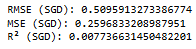 RMSE (SGD): 0.5095913273386774
MSE (SGD): 0.2596833208987951
R² (SGD): 0.007736631450482201